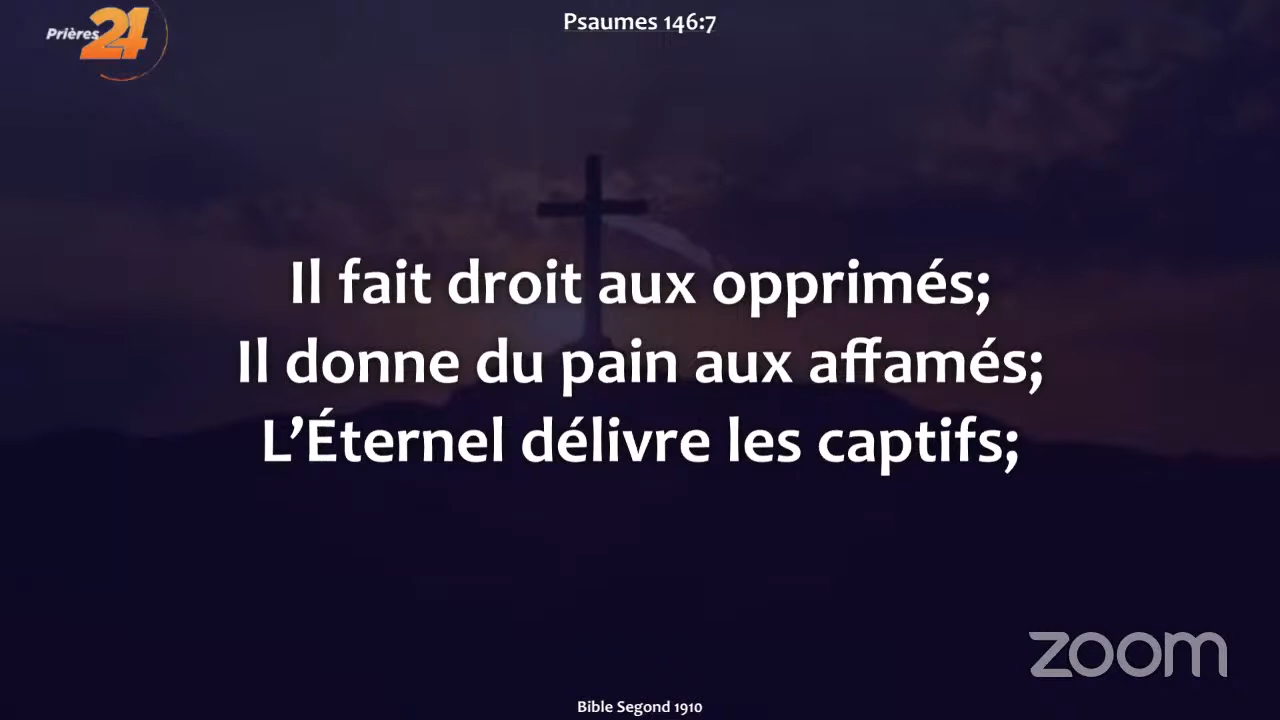 Prières 21
Psaumes 146:7
Il fait droit aux opprimés;
Il donne du pain aux affamés;
L’Éternel délivre les captifs;
zoom
Bible Segond 1910